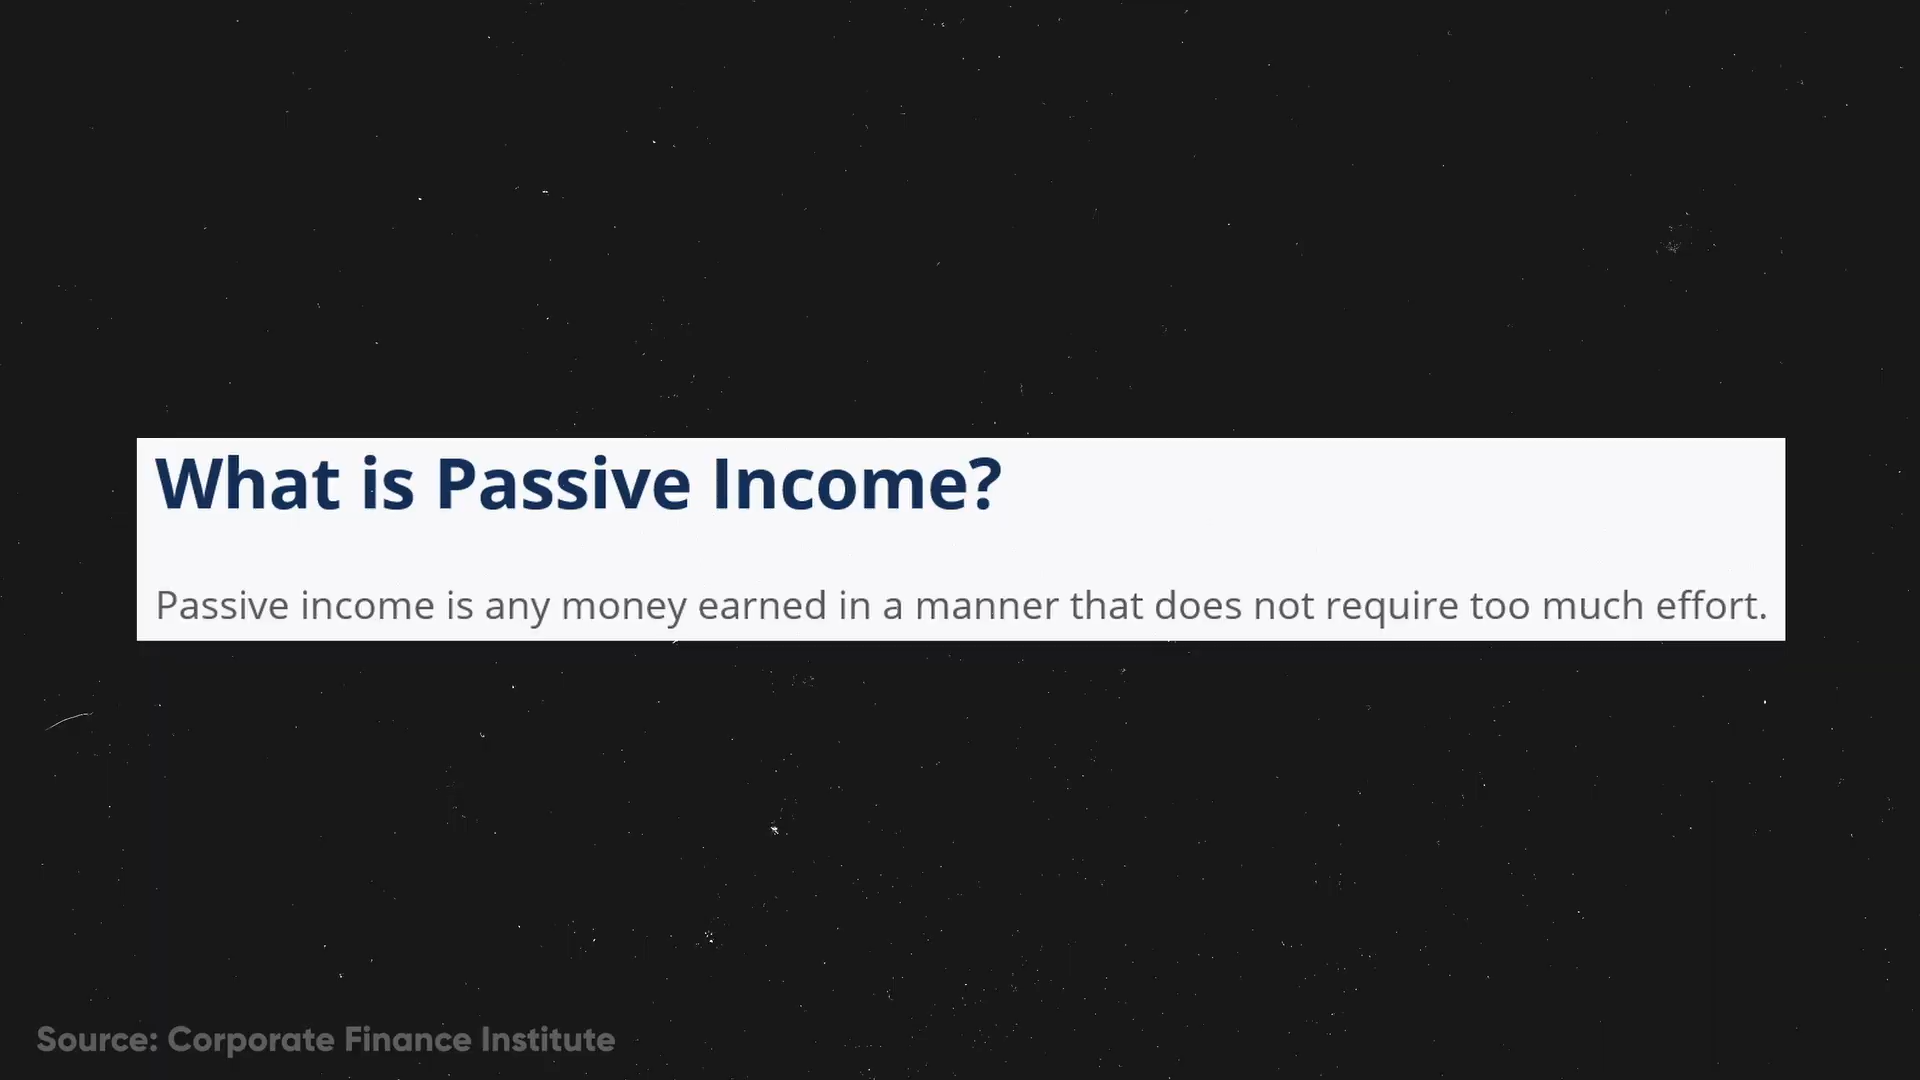 What is Passive Income?
Passive income is any money earned in a manner that does not require too much effort.
Source: Corporate Finance Institute